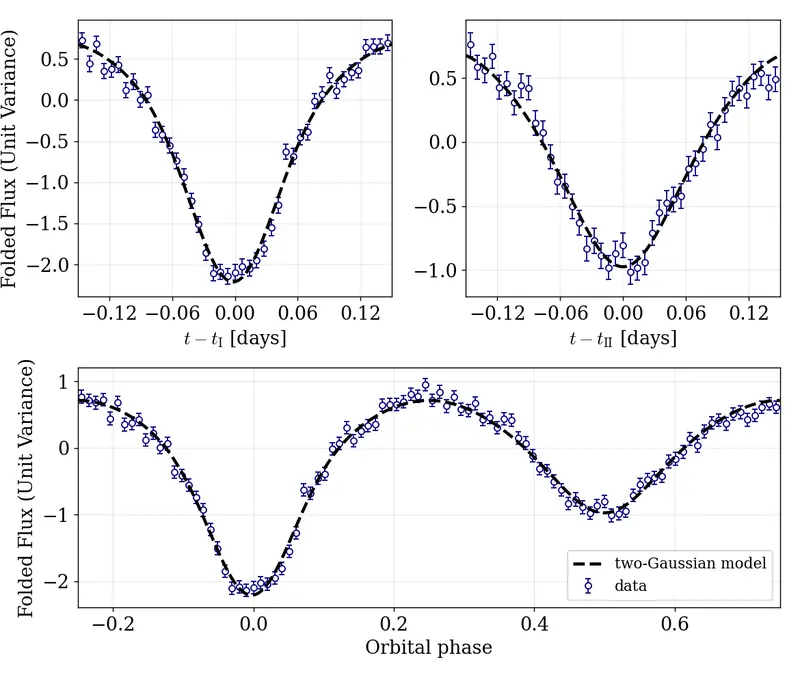 Folded Flux (Unit Variance)
0.5
0.0
−0.5
−1.0
−1.5
−2.0
−0.12 −0.06 0.00 0.06 0.12
t − t_I [days]
0.5
0.0
−0.5
−1.0
−0.12 −0.06 0.00 0.06 0.12
t − t_II [days]
Folded Flux (Unit Variance)
1
0
−1
−2
two-Gaussian model
data
−0.2 0.0 0.2 0.4 0.6
Orbital phase